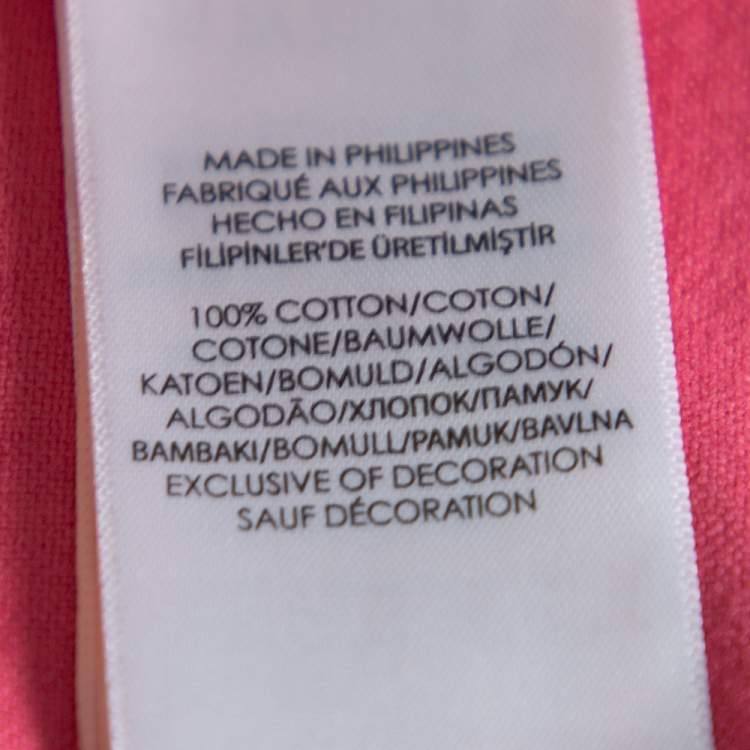 MADE IN PHILIPPINES
FABRIQUÉ AUX PHILIPPINES
HECHO EN FILIPINAS
FİLİPİNLER'DE ÜRETİLMİŞTİR
100% COTTON/COTON/
COTONE/BAUMWOLLE/
KATOEN/BOMULD/ALGODÓN/
ALGODÃO/ХЛОПОК/ПАМУК/
BAMBAKI/BOMULL/PAMUK/BAVLNA
EXCLUSIVE OF DECORATION
SAUF DÉCORATION